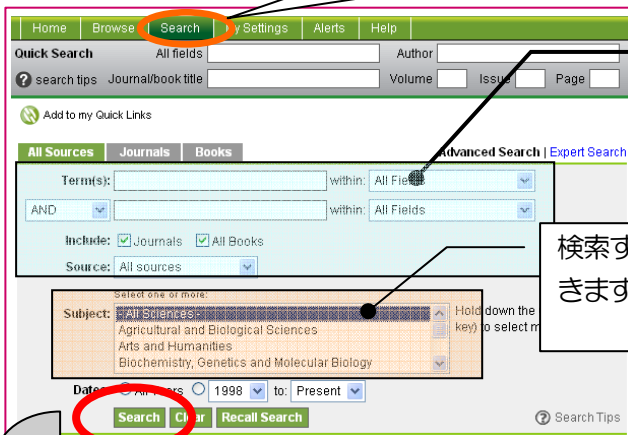 Home Browse Search My Settings Alerts Help
Quick Search All fields Author
search tips Journal/book title Volume Issue Page
Add to my Quick Links
All Sources Journals Books Advanced Search | Expert Search
Term(s): within: All Fields
AND within: All Fields
Include: Journals All Books
Source: All sources
検索す
きます
Select one or more:
Subject: - All Sciences - Hold down the
Agricultural and Biological Sciences key) to select m
Arts and Humanities
Biochemistry, Genetics and Molecular Biology
Dates: All Years 1998 to: Present
Search Clear Recall Search Search Tips